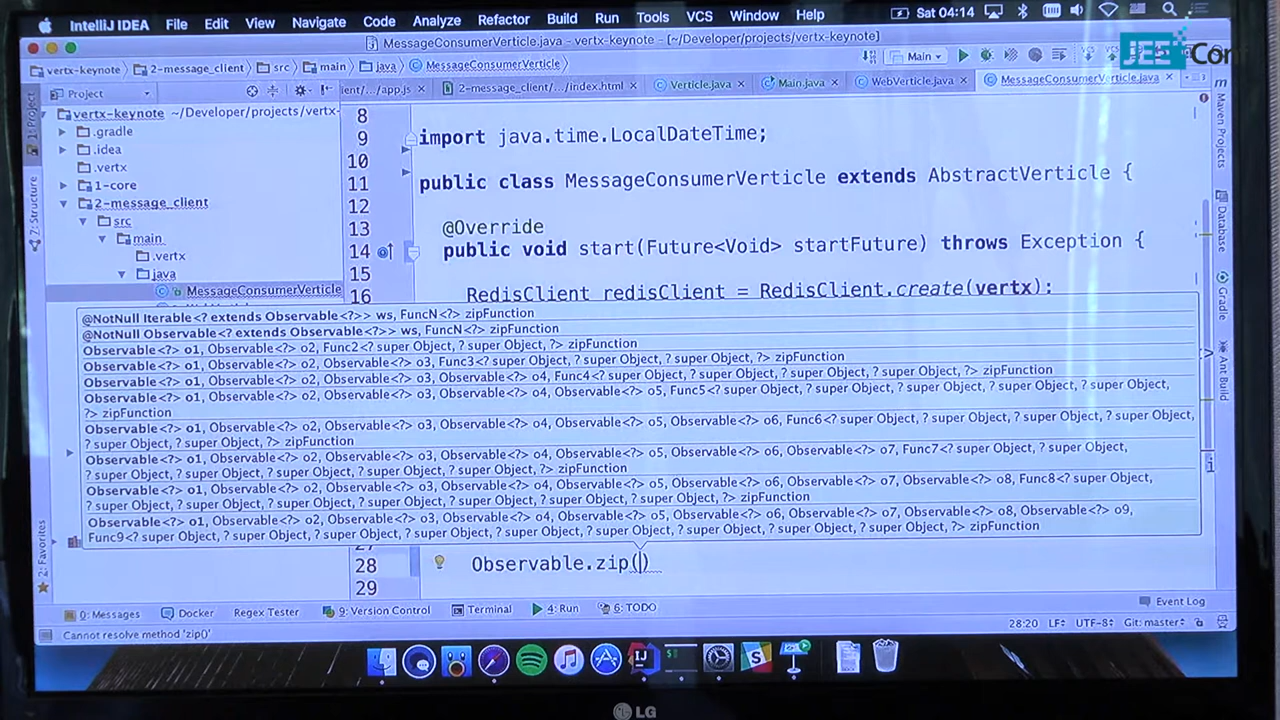 IntelliJ IDEA File Edit View Navigate Code Analyze Refactor Build Run Tools VCS Window Help Sat 04:14
MessageConsumerVerticle.java - vertx-keynote - [~/Developer/projects/vertx-keynote]
JEEConf
vertx-keynote 2-message_client src main java MessageConsumerVerticle Main
Project ient/.../app.js 2-message_client/.../index.html Verticle.java Main.java WebVerticle.java MessageConsumerVerticle.java
1: Project
7: Structure
2: Favorites
vertx-keynote ~/Developer/projects/vertx-
.gradle
.idea
.vertx
1-core
2-message_client
src
main
.vertx
java
MessageConsumerVerticle
8
9 import java.time.LocalDateTime;
10
11 public class MessageConsumerVerticle extends AbstractVerticle {
12
13 @Override
14 public void start(Future<Void> startFuture) throws Exception {
15
16 RedisClient redisClient = RedisClient.create(vertx);
@NotNull Iterable<? extends Observable<?>> ws, FuncN<?> zipFunction
@NotNull Observable<? extends Observable<?>> ws, FuncN<?> zipFunction
Observable<?> o1, Observable<?> o2, Func2<? super Object, ? super Object, ?> zipFunction
Observable<?> o1, Observable<?> o2, Observable<?> o3, Func3<? super Object, ? super Object, ? super Object, ?> zipFunction
Observable<?> o1, Observable<?> o2, Observable<?> o3, Observable<?> o4, Func4<? super Object, ? super Object, ? super Object, ? super Object, ?> zipFunction
Observable<?> o1, Observable<?> o2, Observable<?> o3, Observable<?> o4, Observable<?> o5, Func5<? super Object, ? super Object, ? super Object, ? super Object, ? super Object,
?> zipFunction
Observable<?> o1, Observable<?> o2, Observable<?> o3, Observable<?> o4, Observable<?> o5, Observable<?> o6, Func6<? super Object, ? super Object, ? super Object, ? super Object,
? super Object, ? super Object, ?> zipFunction
Observable<?> o1, Observable<?> o2, Observable<?> o3, Observable<?> o4, Observable<?> o5, Observable<?> o6, Observable<?> o7, Func7<? super Object, ? super Object,
? super Object, ? super Object, ? super Object, ? super Object, ? super Object, ?> zipFunction
Observable<?> o1, Observable<?> o2, Observable<?> o3, Observable<?> o4, Observable<?> o5, Observable<?> o6, Observable<?> o7, Observable<?> o8, Func8<? super Object,
? super Object, ? super Object, ? super Object, ? super Object, ? super Object, ? super Object, ? super Object, ?> zipFunction
Observable<?> o1, Observable<?> o2, Observable<?> o3, Observable<?> o4, Observable<?> o5, Observable<?> o6, Observable<?> o7, Observable<?> o8, Observable<?> o9,
Func9<? super Object, ? super Object, ? super Object, ? super Object, ? super Object, ? super Object, ? super Object, ? super Object, ? super Object, ?> zipFunction
27
28 Observable.zip()
29
Maven Projects
Database
Gradle
Ant Build
0: Messages Docker Regex Tester 9: Version Control Terminal 4: Run 6: TODO Event Log
Cannot resolve method 'zip()' 28:20 LF UTF-8 Git: master
LG